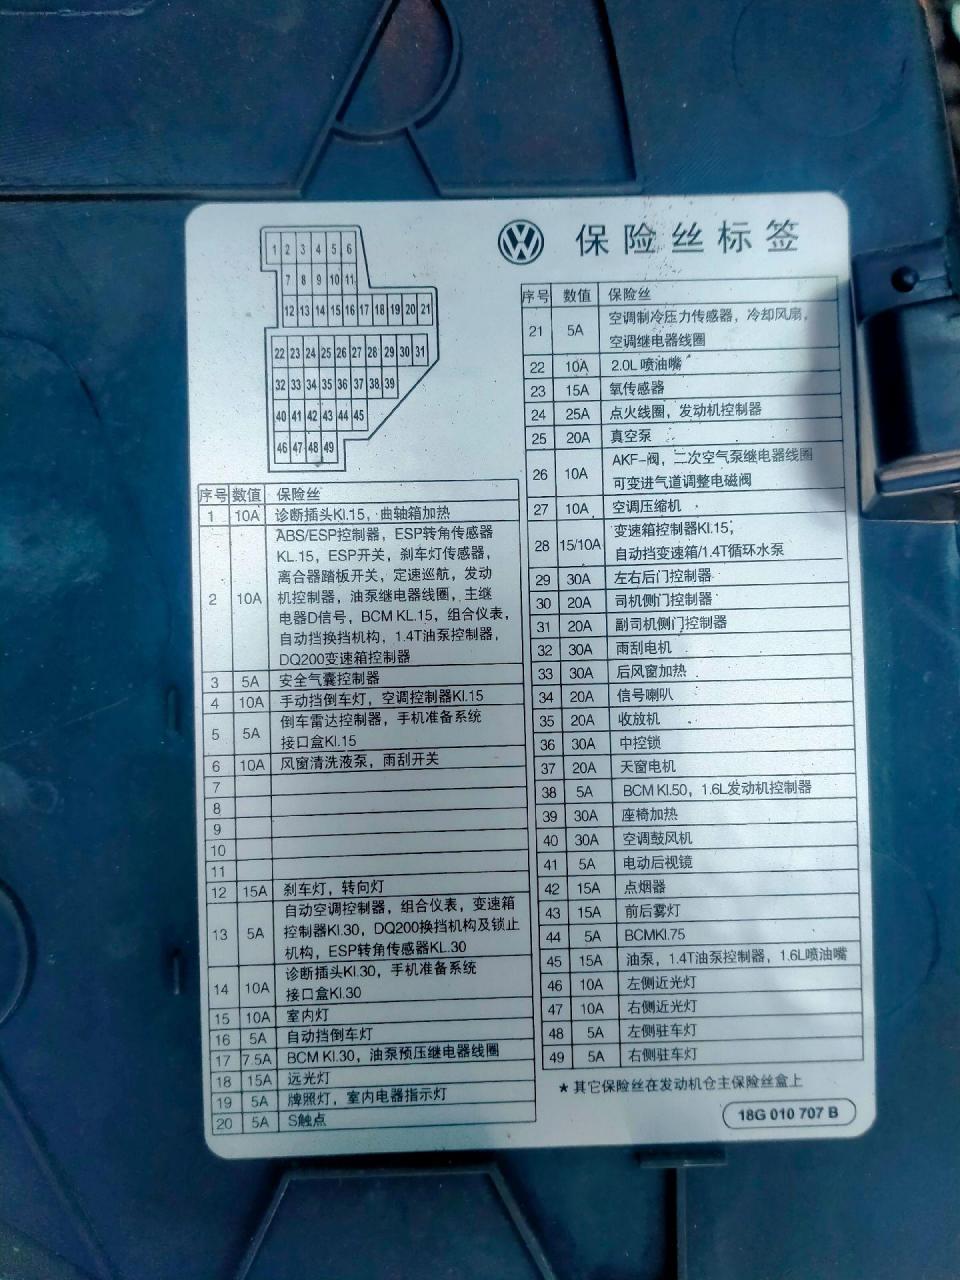 保险丝标签
1 2 3 4 5 6
7 8 9 10 11
12 13 14 15 16 17 18 19 20 21
22 23 24 25 26 27 28 29 30 31
32 33 34 35 36 37 38 39
40 41 42 43 44 45
46 47 48 49
序号 数值 保险丝
1 10A 诊断插头Kl.15，曲轴箱加热
2 10A ABS/ESP控制器，ESP转角传感器
KL.15，ESP开关，刹车灯传感器，
离合器踏板开关，定速巡航，发动
机控制器，油泵继电器线圈，主继
电器D信号，BCM KL.15，组合仪表，
自动挡换挡机构，1.4T油泵控制器，
DQ200变速箱控制器
3 5A 安全气囊控制器
4 10A 手动挡倒车灯，空调控制器Kl.15
5 5A 倒车雷达控制器，手机准备系统
接口盒Kl.15
6 10A 风窗清洗液泵，雨刮开关
7
8
9
10
11
12 15A 刹车灯，转向灯
13 5A 自动空调控制器，组合仪表，变速箱
控制器Kl.30，DQ200换挡机构及锁止
机构，ESP转角传感器KL.30
14 10A 诊断插头Kl.30，手机准备系统
接口盒Kl.30
15 10A 室内灯
16 5A 自动挡倒车灯
17 7.5A BCM Kl.30，油泵预压继电器线圈
18 15A 远光灯
19 5A 牌照灯，室内电器指示灯
20 5A S触点
序号 数值 保险丝
21 5A 空调制冷压力传感器，冷却风扇，
空调继电器线圈
22 10A 2.0L喷油嘴
23 15A 氧传感器
24 25A 点火线圈，发动机控制器
25 20A 真空泵
26 10A AKF-阀，二次空气泵继电器线圈
可变进气道调整电磁阀
27 10A 空调压缩机
28 15/10A 变速箱控制器Kl.15；
自动挡变速箱/1.4T循环水泵
29 30A 左右后门控制器
30 20A 司机侧门控制器
31 20A 副司机侧门控制器
32 30A 雨刮电机
33 30A 后风窗加热
34 20A 信号喇叭
35 20A 收放机
36 30A 中控锁
37 20A 天窗电机
38 5A BCM Kl.50，1.6L发动机控制器
39 30A 座椅加热
40 30A 空调鼓风机
41 5A 电动后视镜
42 15A 点烟器
43 15A 前后雾灯
44 5A BCMKl.75
45 15A 油泵，1.4T油泵控制器，1.6L喷油嘴
46 10A 左侧近光灯
47 10A 右侧近光灯
48 5A 左侧驻车灯
49 5A 右侧驻车灯
★其它保险丝在发动机仓主保险丝盒上
18G 010 707 B